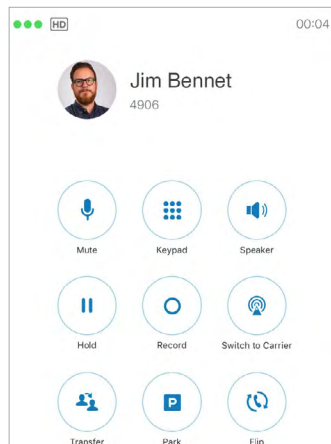 HD 00:04
Jim Bennet
4906
Mute Keypad Speaker
Hold Record Switch to Carrier
P
Transfer Park Flip